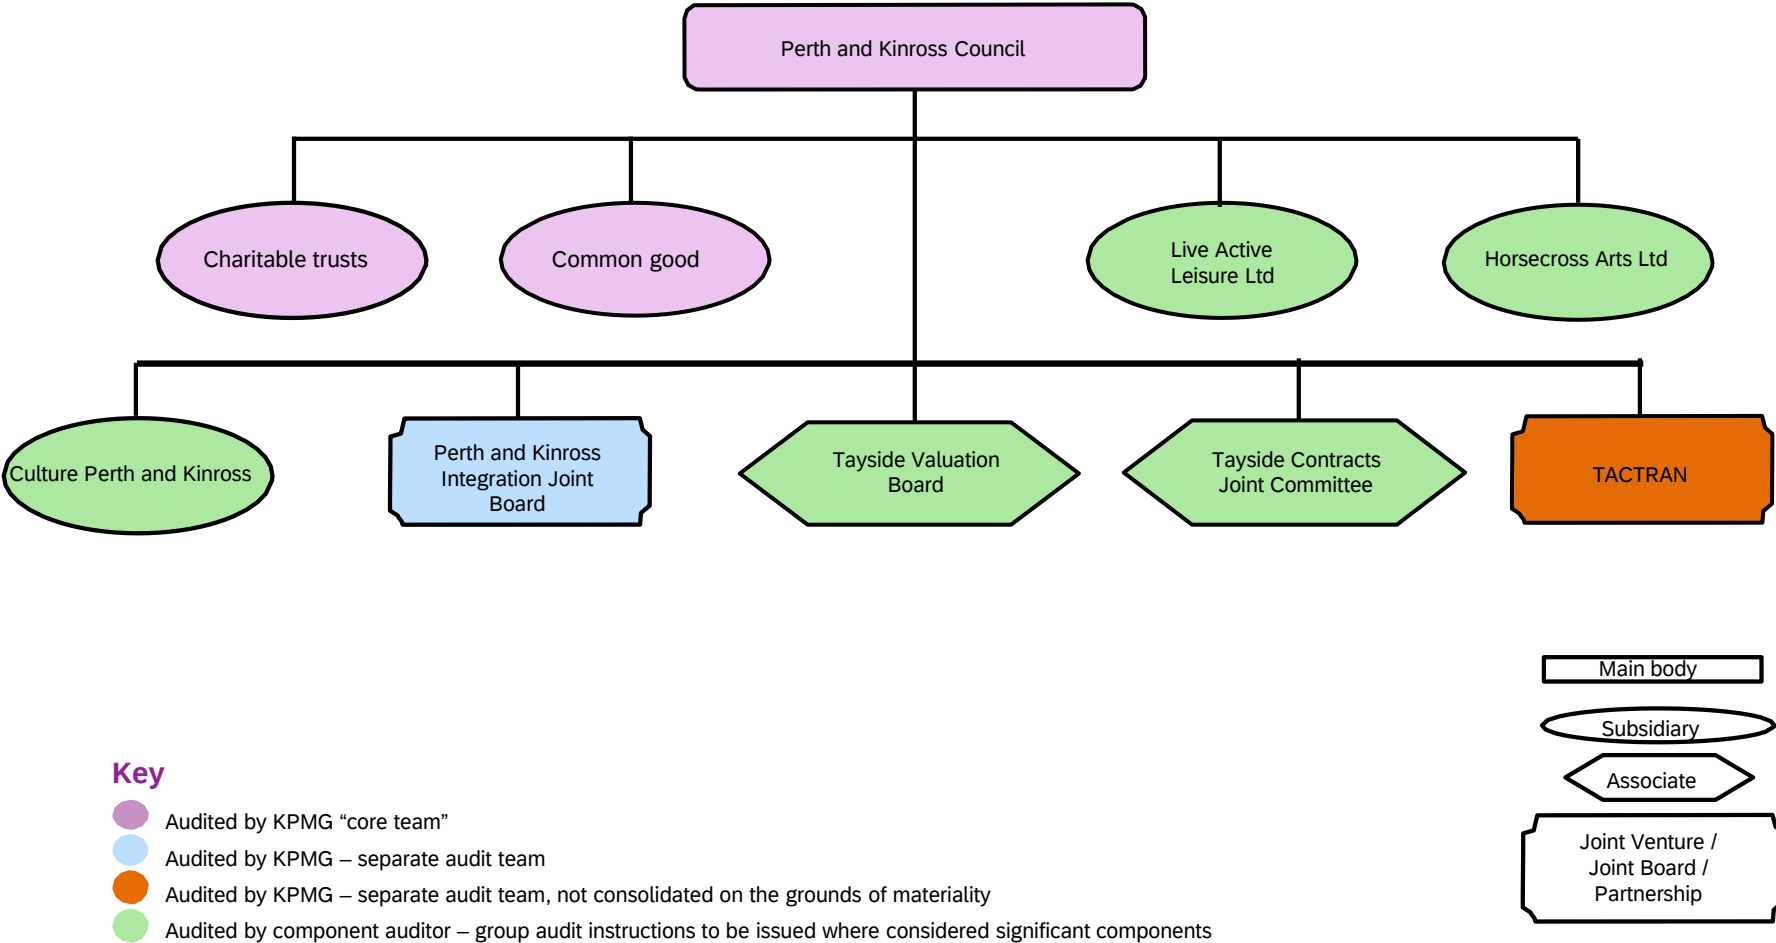 Perth and Kinross Council
Charitable trusts
Common good
Live Active
Leisure Ltd
Horsecross Arts Ltd
Culture Perth and Kinross
Perth and Kinross
Integration Joint
Board
Tayside Valuation
Board
Tayside Contracts
Joint Committee
TACTRAN
Main body
Subsidiary
Associate
Joint Venture /
Joint Board /
Partnership
Key
Audited by KPMG “core team”
Audited by KPMG – separate audit team
Audited by KPMG – separate audit team, not consolidated on the grounds of materiality
Audited by component auditor – group audit instructions to be issued where considered significant components